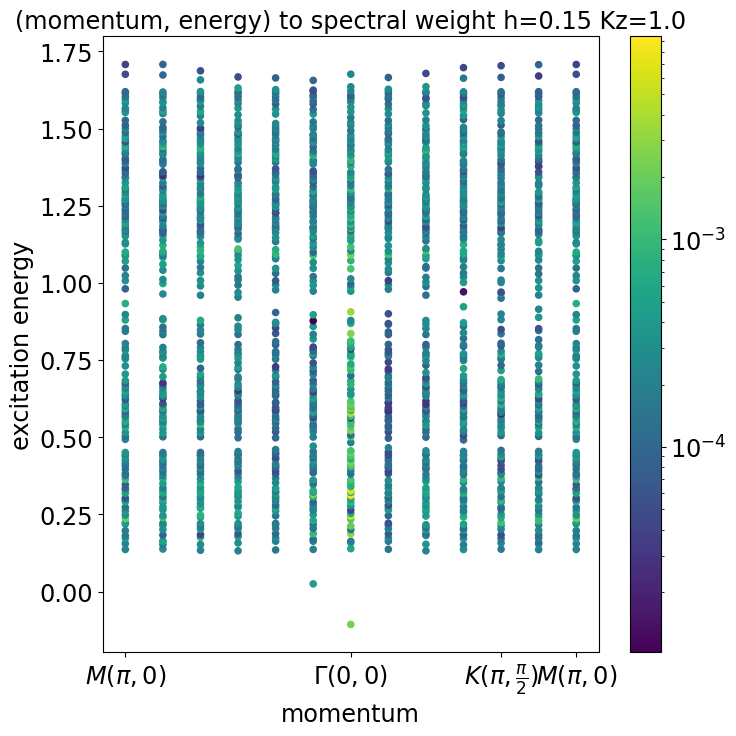 (momentum, energy) to spectral weight h=0.15 Kz=1.0
1.75
1.50
1.25
1.00
0.75
0.50
0.25
0.00
excitation energy
M(π, 0)
Γ(0, 0)
K(π, π/2)
M(π, 0)
momentum
10⁻³
10⁻⁴